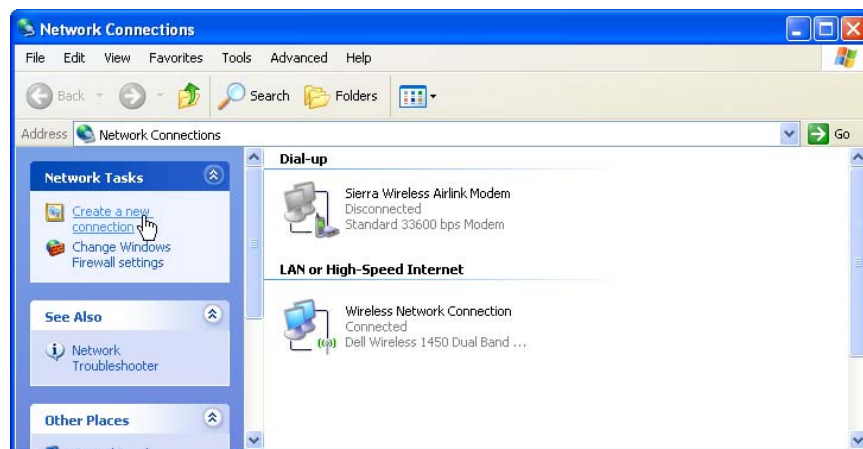 Network Connections
File Edit View Favorites Tools Advanced Help
Back Search Folders
Address Network Connections Go
Network Tasks
Create a new
connection
Change Windows
Firewall settings
See Also
Network
Troubleshooter
Other Places
Dial-up
Sierra Wireless Airlink Modem
Disconnected
Standard 33600 bps Modem
LAN or High-Speed Internet
Wireless Network Connection
Connected
Dell Wireless 1450 Dual Band ...